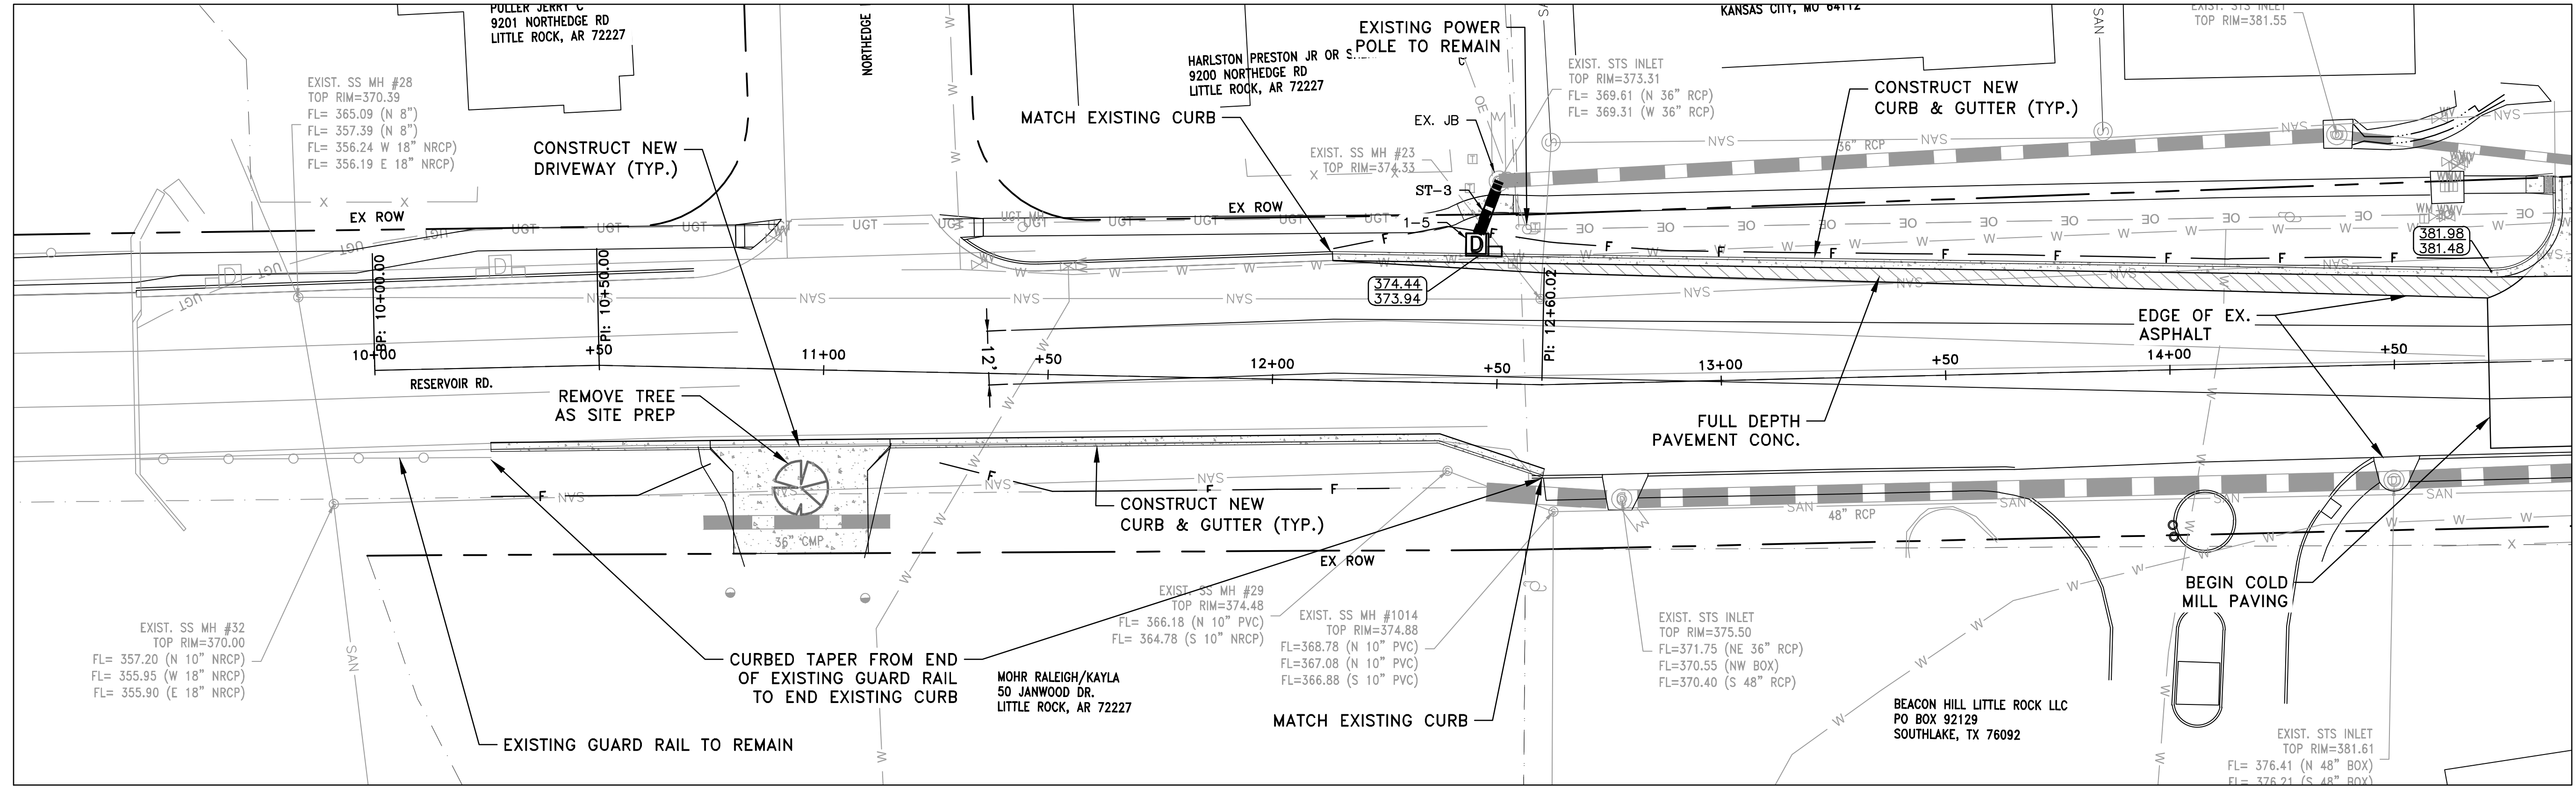 PULLER JERRY C
9201 NORTHEDGE RD
LITTLE ROCK, AR 72227
NORTHEDGE
HARLSTON PRESTON JR OR
9200 NORTHEDGE RD
LITTLE ROCK, AR 72227
EXISTING POWER
POLE TO REMAIN
KANSAS CITY, MO 64112
SAN
EXIST. STS INLET
TOP RIM=381.55
EXIST. SS MH #28
TOP RIM=370.39
FL= 365.09 (N 8")
FL= 357.39 (N 8")
FL= 356.24 W 18" NRCP)
FL= 356.19 E 18" NRCP)
CONSTRUCT NEW
DRIVEWAY (TYP.)
MATCH EXISTING CURB
EXIST. SS MH #23
TOP RIM=374.33
EX. JB
ST-3
1-5
EXIST. STS INLET
TOP RIM=373.31
FL= 369.61 (N 36" RCP)
FL= 369.31 (W 36" RCP)
CONSTRUCT NEW
CURB & GUTTER (TYP.)
36" RCP
EX ROW
EX ROW
UGT
UGT MH
374.44
373.94
381.98
381.48
BP: 10+00.00
PI: 10+50.00
PI: 12+60.02
10+00
+50
11+00
+50
12+00
+50
13+00
+50
14+00
+50
12'
RESERVOIR RD.
EDGE OF EX.
ASPHALT
REMOVE TREE
AS SITE PREP
FULL DEPTH
PAVEMENT CONC.
CONSTRUCT NEW
CURB & GUTTER (TYP.)
36" CMP
48" RCP
EX ROW
BEGIN COLD
MILL PAVING
EXIST. SS MH #32
TOP RIM=370.00
FL= 357.20 (N 10" NRCP)
FL= 355.95 (W 18" NRCP)
FL= 355.90 (E 18" NRCP)
EXIST. SS MH #29
TOP RIM=374.48
FL= 366.18 (N 10" PVC)
FL= 364.78 (S 10" NRCP)
EXIST. SS MH #1014
TOP RIM=374.88
FL=368.78 (N 10" PVC)
FL=367.08 (N 10" PVC)
FL=366.88 (S 10" PVC)
EXIST. STS INLET
TOP RIM=375.50
FL=371.75 (NE 36" RCP)
FL=370.55 (NW BOX)
FL=370.40 (S 48" RCP)
CURBED TAPER FROM END
OF EXISTING GUARD RAIL
TO END EXISTING CURB
MOHR RALEIGH/KAYLA
50 JANWOOD DR.
LITTLE ROCK, AR 72227
MATCH EXISTING CURB
EXISTING GUARD RAIL TO REMAIN
BEACON HILL LITTLE ROCK LLC
PO BOX 92129
SOUTHLAKE, TX 76092
EXIST. STS INLET
TOP RIM=381.61
FL= 376.41 (N 48" BOX)
FL= 376.21 (S 48" BOX)